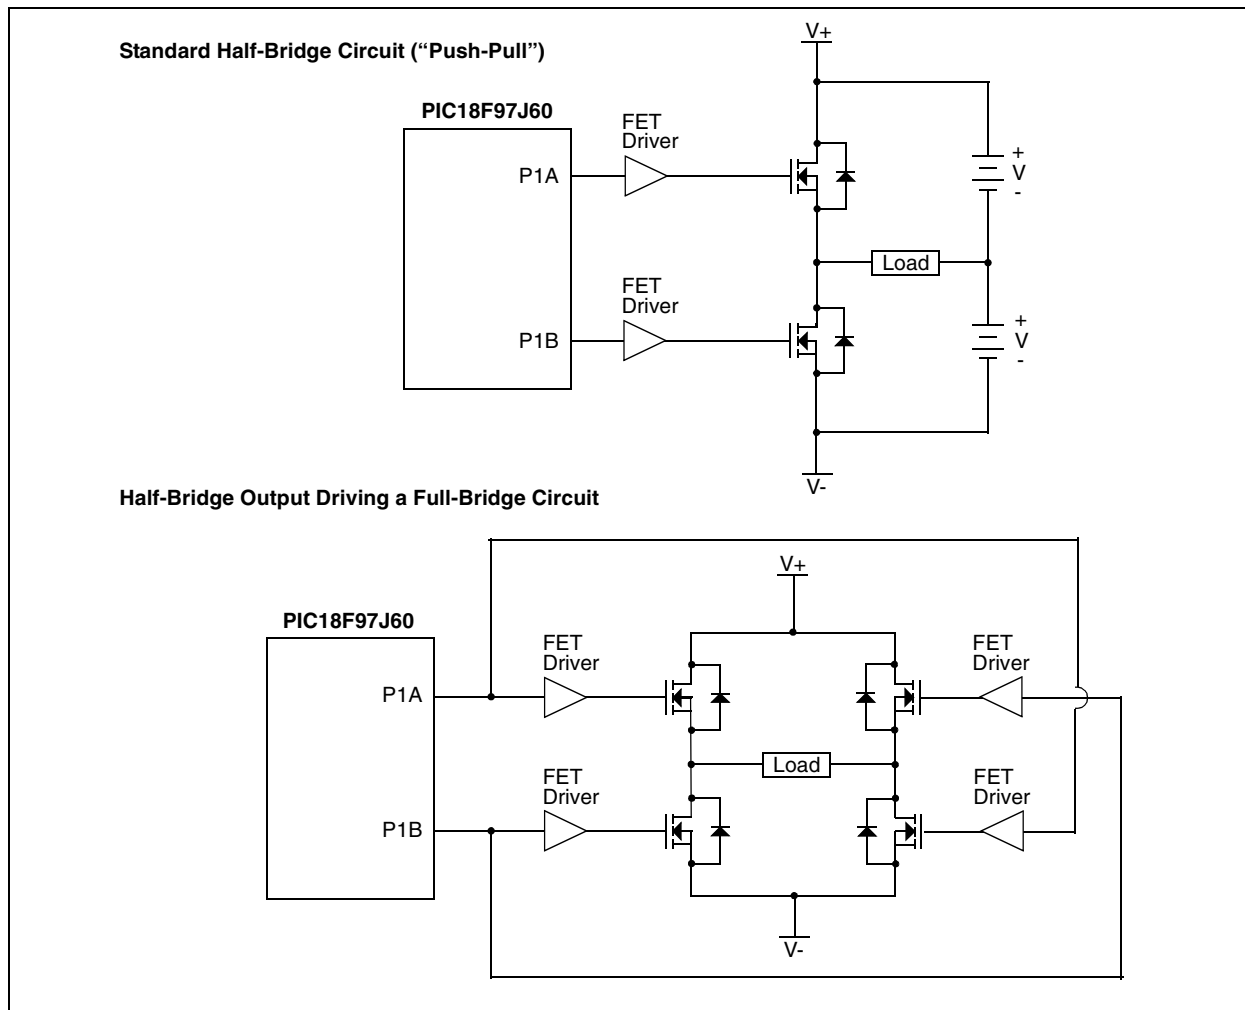 Standard Half-Bridge Circuit (“Push-Pull”)
V+
PIC18F97J60
FET
Driver
P1A
+
V
-
Load
FET
Driver
P1B
+
V
-
V-
Half-Bridge Output Driving a Full-Bridge Circuit
V+
PIC18F97J60
FET
Driver
FET
Driver
P1A
Load
FET
Driver
FET
Driver
P1B
V-